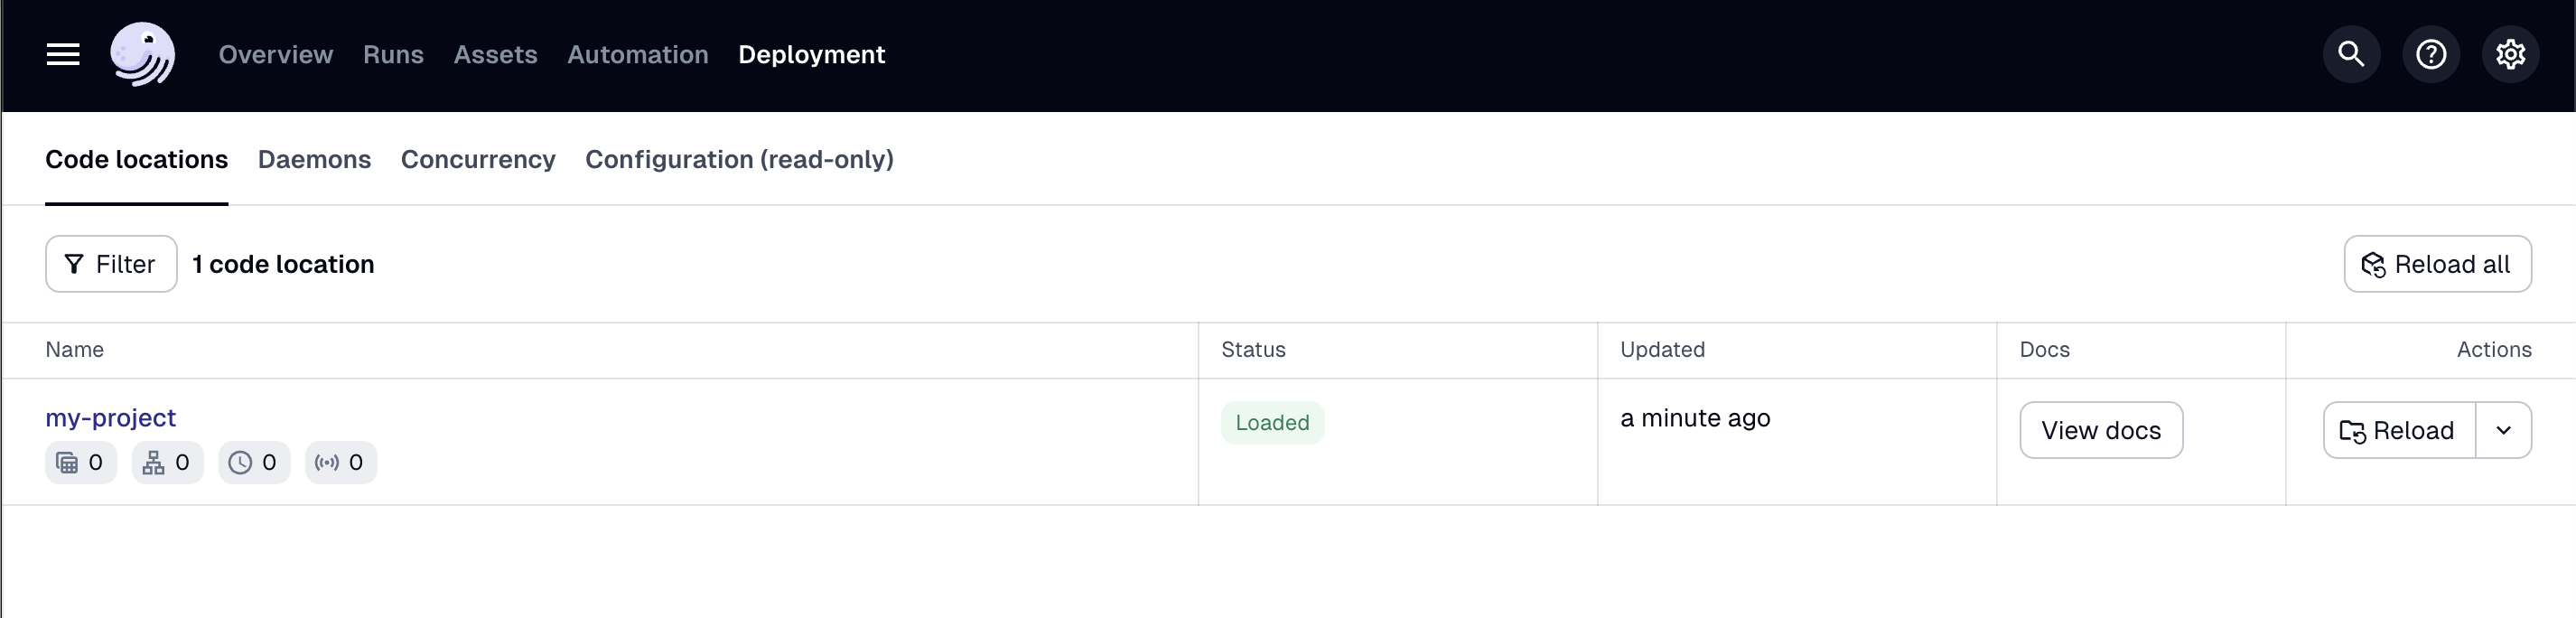 Overview Runs Assets Automation Deployment
Code locations Daemons Concurrency Configuration (read-only)
Filter 1 code location Reload all
Name Status Updated Docs Actions
my-project Loaded a minute ago View docs Reload
0 0 0 0